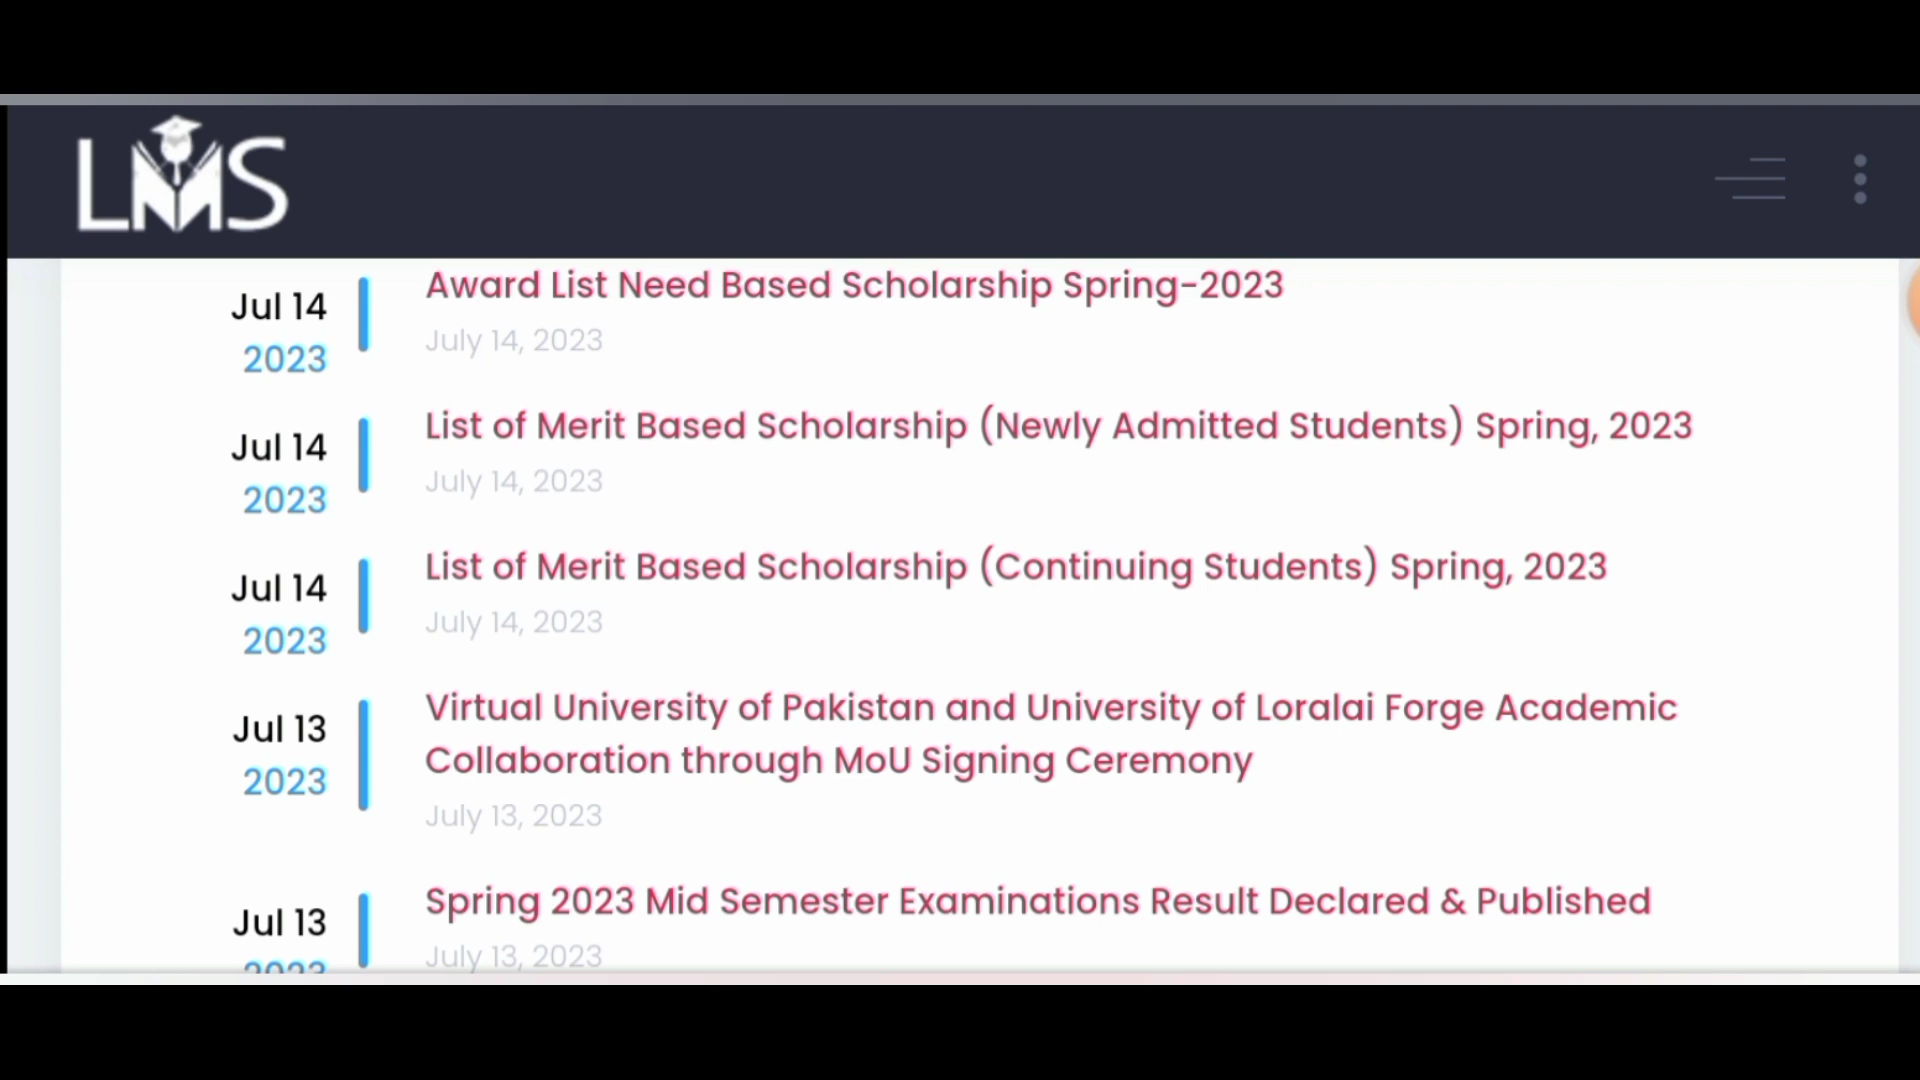 LMS
Award List Need Based Scholarship Spring-2023
Jul 14
2023
July 14, 2023
List of Merit Based Scholarship (Newly Admitted Students) Spring, 2023
Jul 14
2023
July 14, 2023
List of Merit Based Scholarship (Continuing Students) Spring, 2023
Jul 14
2023
July 14, 2023
Virtual University of Pakistan and University of Loralai Forge Academic
Collaboration through MoU Signing Ceremony
Jul 13
2023
July 13, 2023
Spring 2023 Mid Semester Examinations Result Declared & Published
Jul 13
2023
July 13, 2023